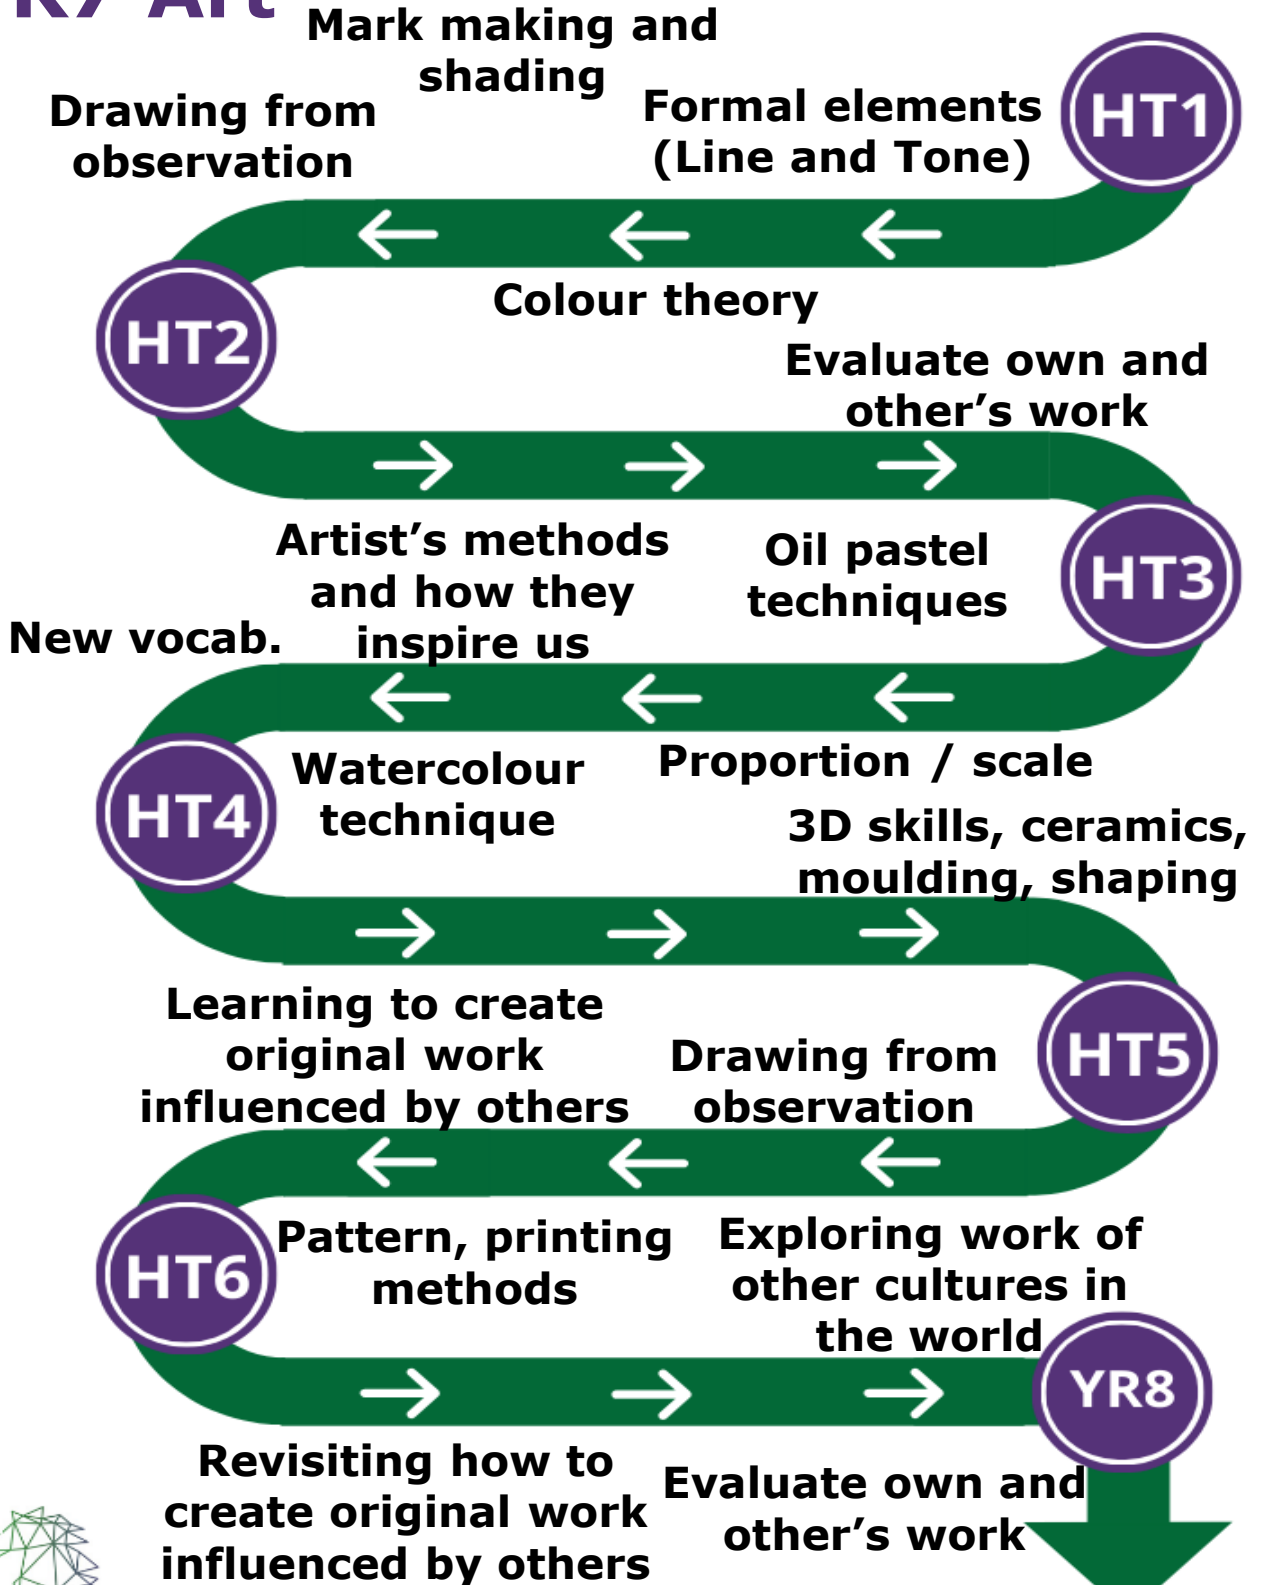 R7 Art
Mark making and
shading
Drawing from
observation
Formal elements
(Line and Tone)
HT1
Colour theory
HT2
Evaluate own and
other’s work
Artist’s methods
and how they
inspire us
Oil pastel
techniques
HT3
New vocab.
Watercolour
technique
Proportion / scale
HT4
3D skills, ceramics,
moulding, shaping
Learning to create
original work
influenced by others
Drawing from
observation
HT5
Pattern, printing
methods
Exploring work of
other cultures in
the world
HT6
YR8
Revisiting how to
create original work
influenced by others
Evaluate own and
other’s work